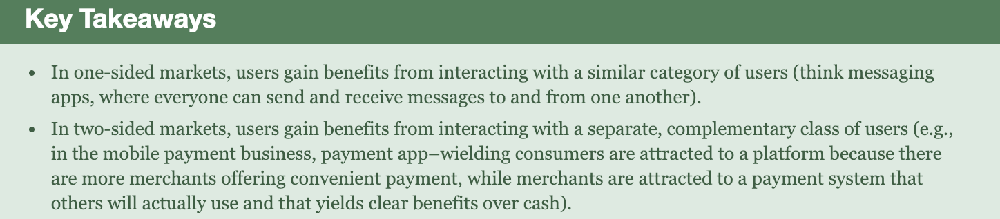 Key Takeaways
• In one-sided markets, users gain benefits from interacting with a similar category of users (think messaging
apps, where everyone can send and receive messages to and from one another).
• In two-sided markets, users gain benefits from interacting with a separate, complementary class of users (e.g.,
in the mobile payment business, payment app–wielding consumers are attracted to a platform because there
are more merchants offering convenient payment, while merchants are attracted to a payment system that
others will actually use and that yields clear benefits over cash).